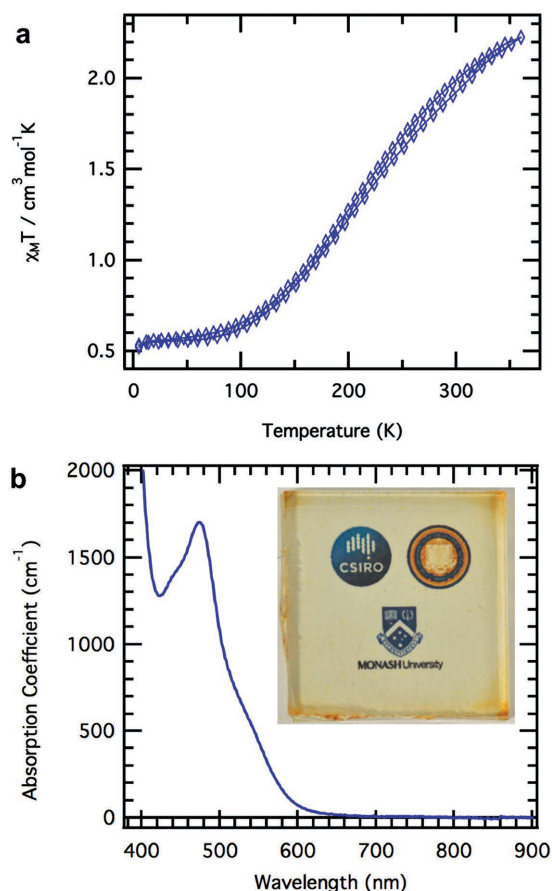 a
2.0
1.5
1.0
0.5
χMT / cm3mol-1K
0
100
200
300
Temperature (K)
b
2000
1500
1000
500
0
Absorption Coefficient (cm-1)
CSIRO
MONASH University
400
500
600
700
800
900
Wavelength (nm)